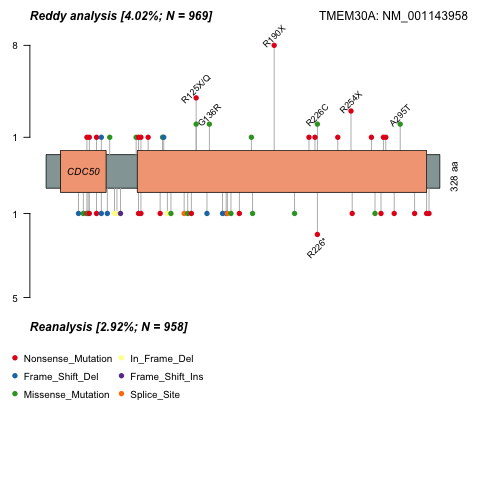 Reddy analysis [4.02%; N = 969]
TMEM30A: NM_001143958
8
R190X
R125X/Q
G136R
R226C
R254X
A295T
1
CDC50
328 aa
1
R226*
5
Reanalysis [2.92%; N = 958]
Nonsense_Mutation
In_Frame_Del
Frame_Shift_Del
Frame_Shift_Ins
Missense_Mutation
Splice_Site